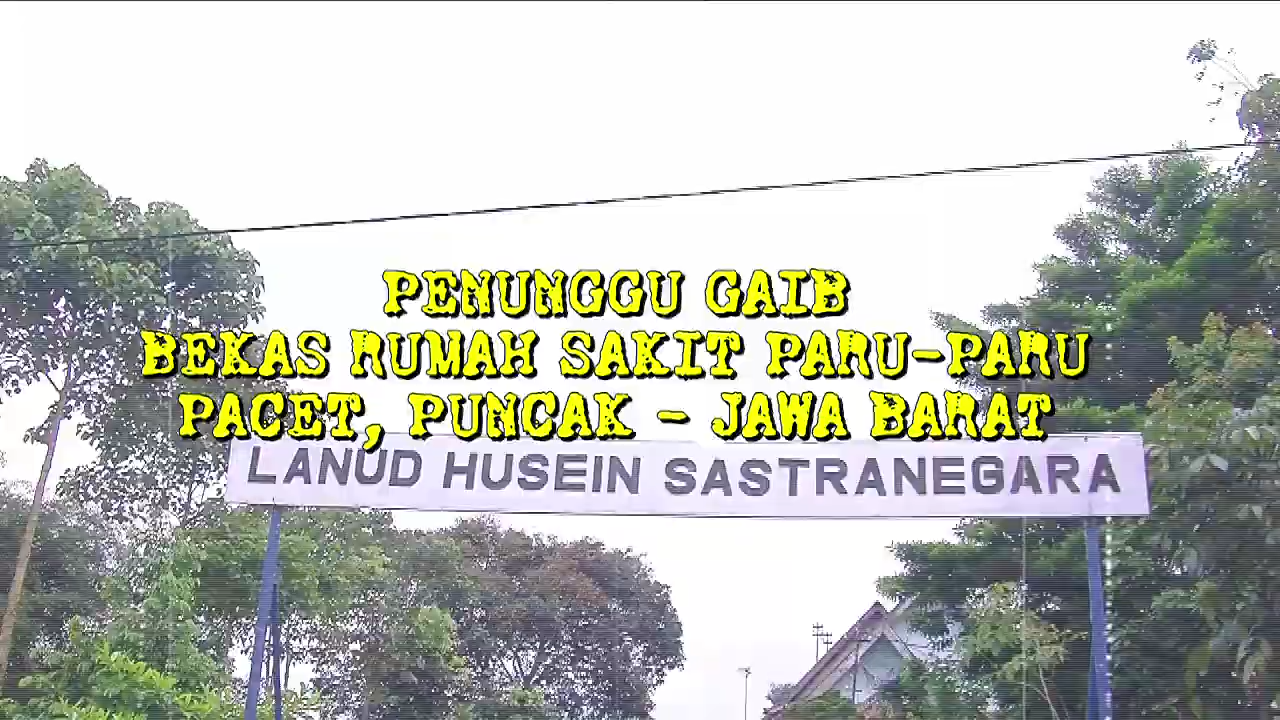 PENUNGGU GAIB
BEKAS RUMAH SAKIT PARU-PARU
PACET, PUNCAK - JAWA BARAT
LANUD HUSEIN SASTRANEGARA